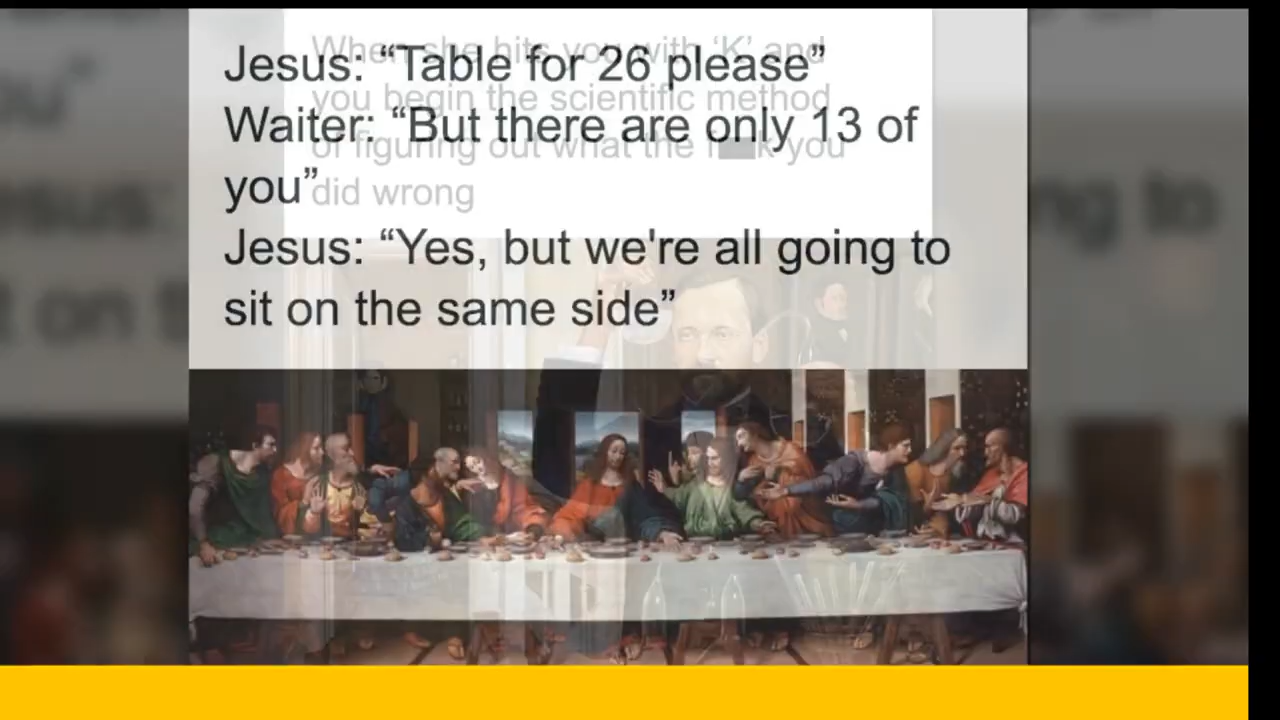 Jesus: “Table for 26 please”
Waiter: “But there are only 13 of
you”
Jesus: “Yes, but we're all going to
sit on the same side”
When she hits you with ‘K’ and
you begin the scientific method
of figuring out what the f k you
did wrong